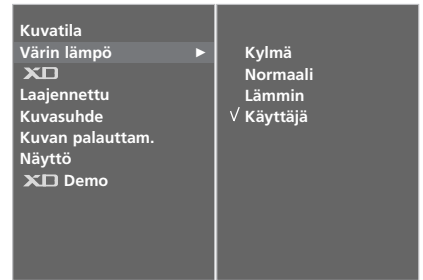 Kuvatila
Värin lämpö ►
XD
Laajennettu
Kuvasuhde
Kuvan palauttam.
Näyttö
XD Demo
Kylmä
Normaali
Lämmin
√ Käyttäjä